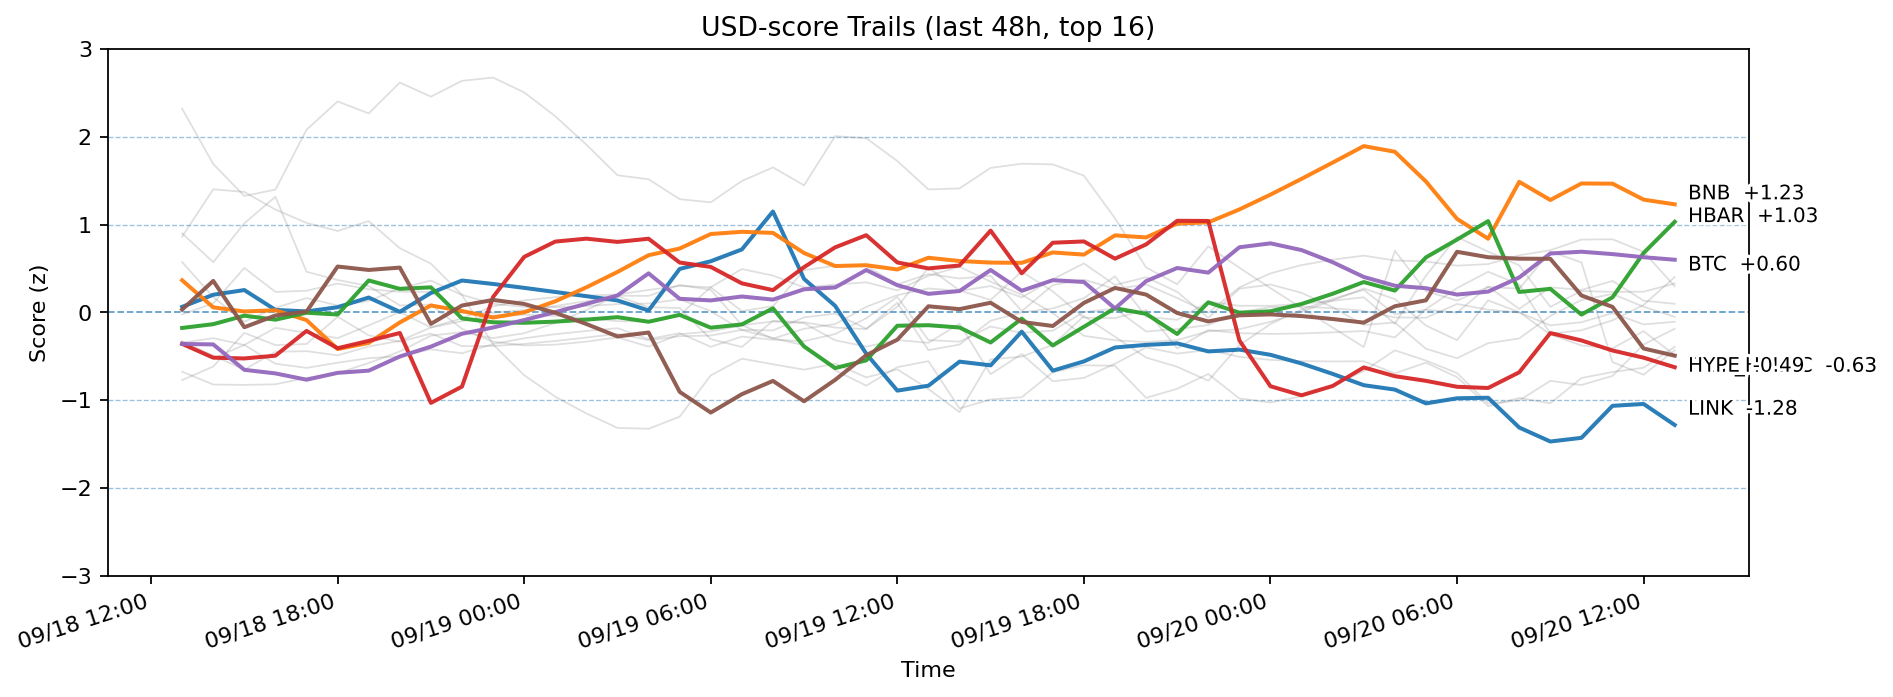 USD-score Trails (last 48h, top 16)
Score (z)
3
2
1
0
−1
−2
−3
BNB +1.23
HBAR +1.03
BTC +0.60
HYPE -0.49 -0.63
LINK -1.28
09/18 12:00
09/18 18:00
09/19 00:00
09/19 06:00
09/19 12:00
09/19 18:00
09/20 00:00
09/20 06:00
09/20 12:00
Time